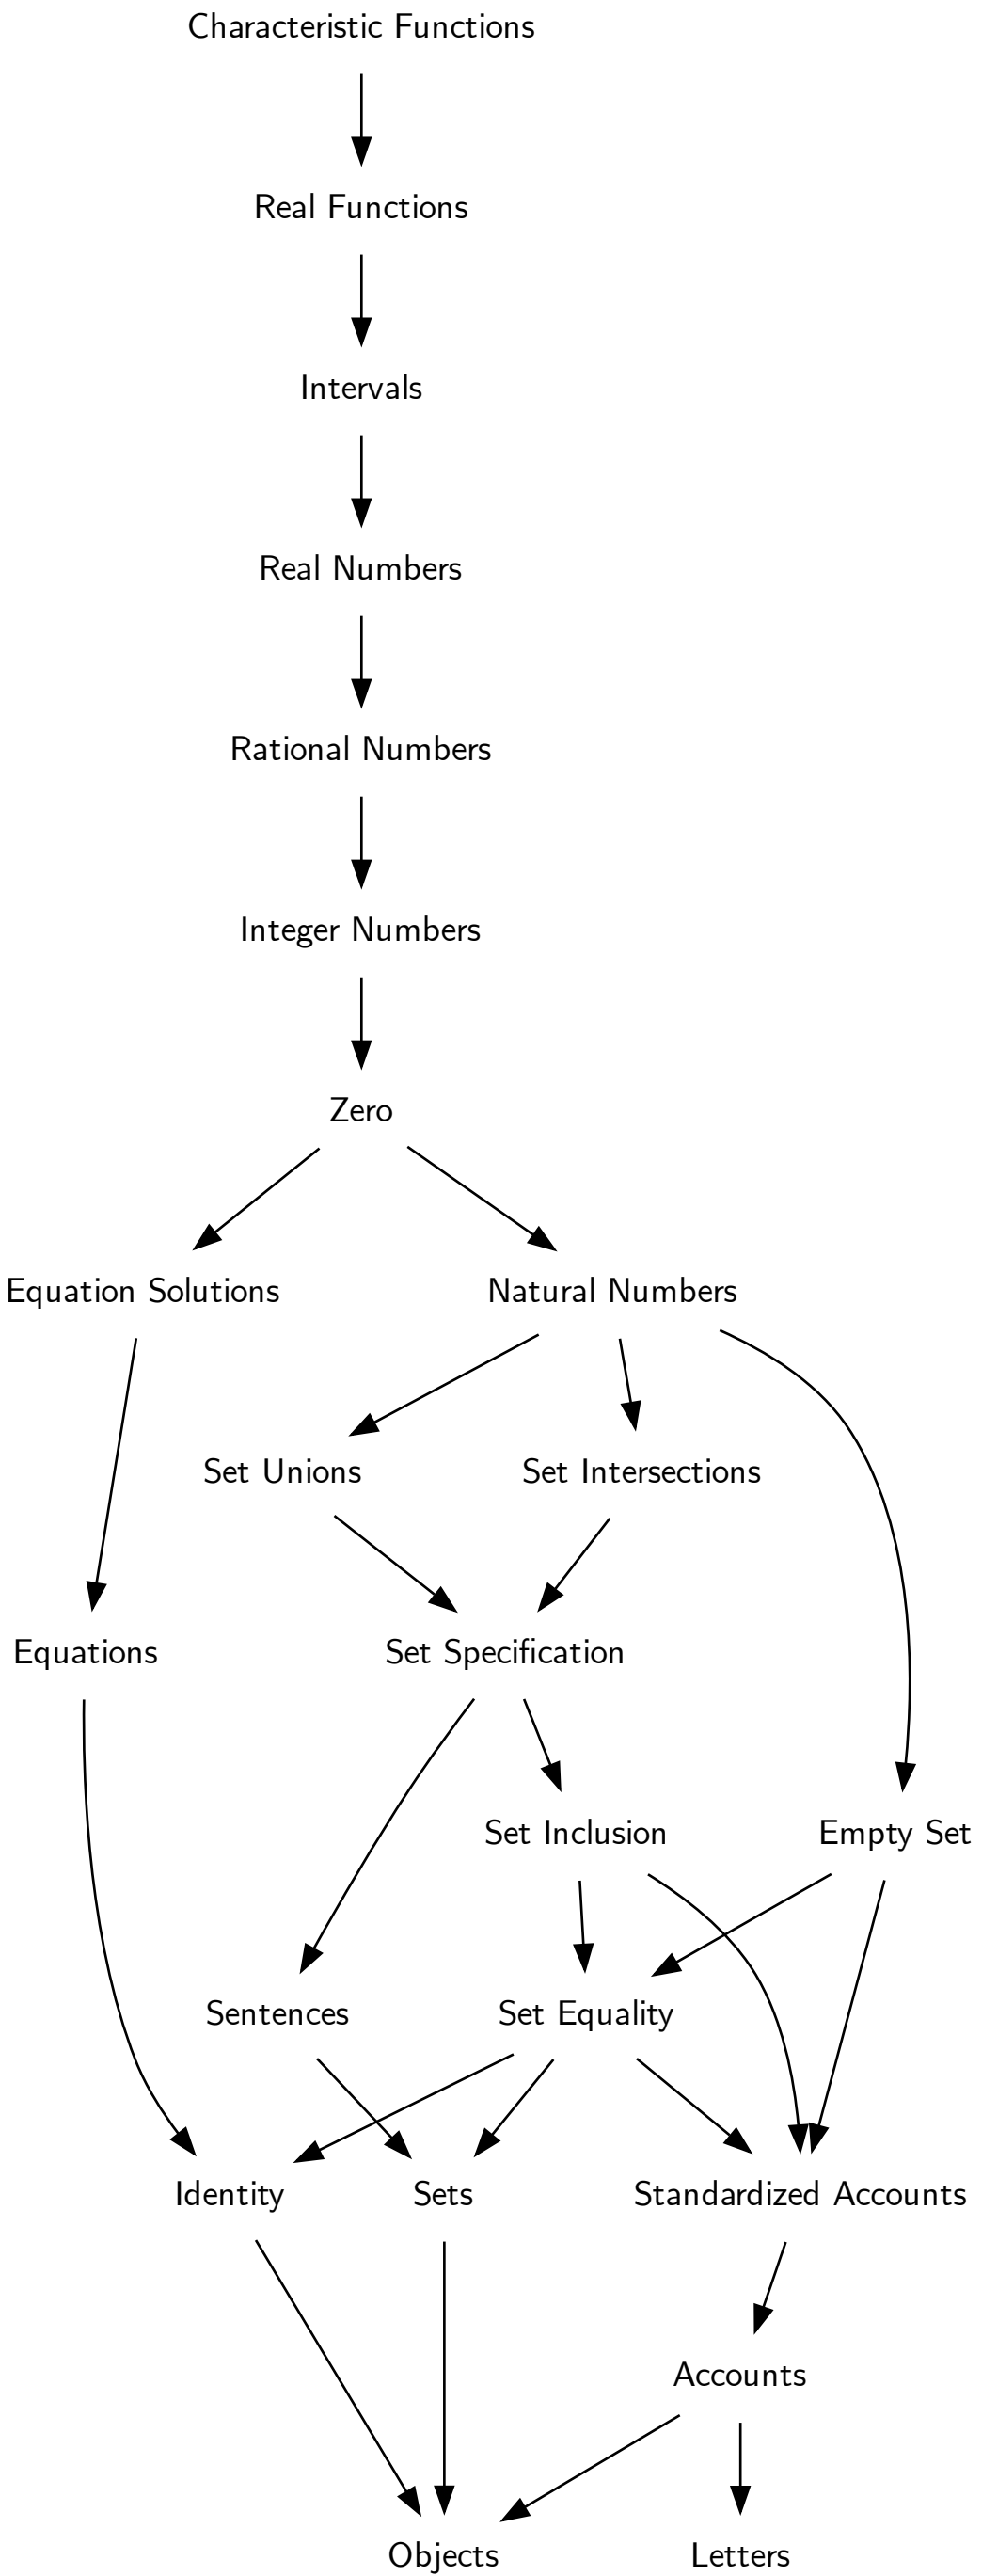 Characteristic Functions
Real Functions
Intervals
Real Numbers
Rational Numbers
Integer Numbers
Zero
Equation Solutions
Natural Numbers
Set Unions
Set Intersections
Equations
Set Specification
Set Inclusion
Empty Set
Sentences
Set Equality
Identity
Sets
Standardized Accounts
Accounts
Objects
Letters